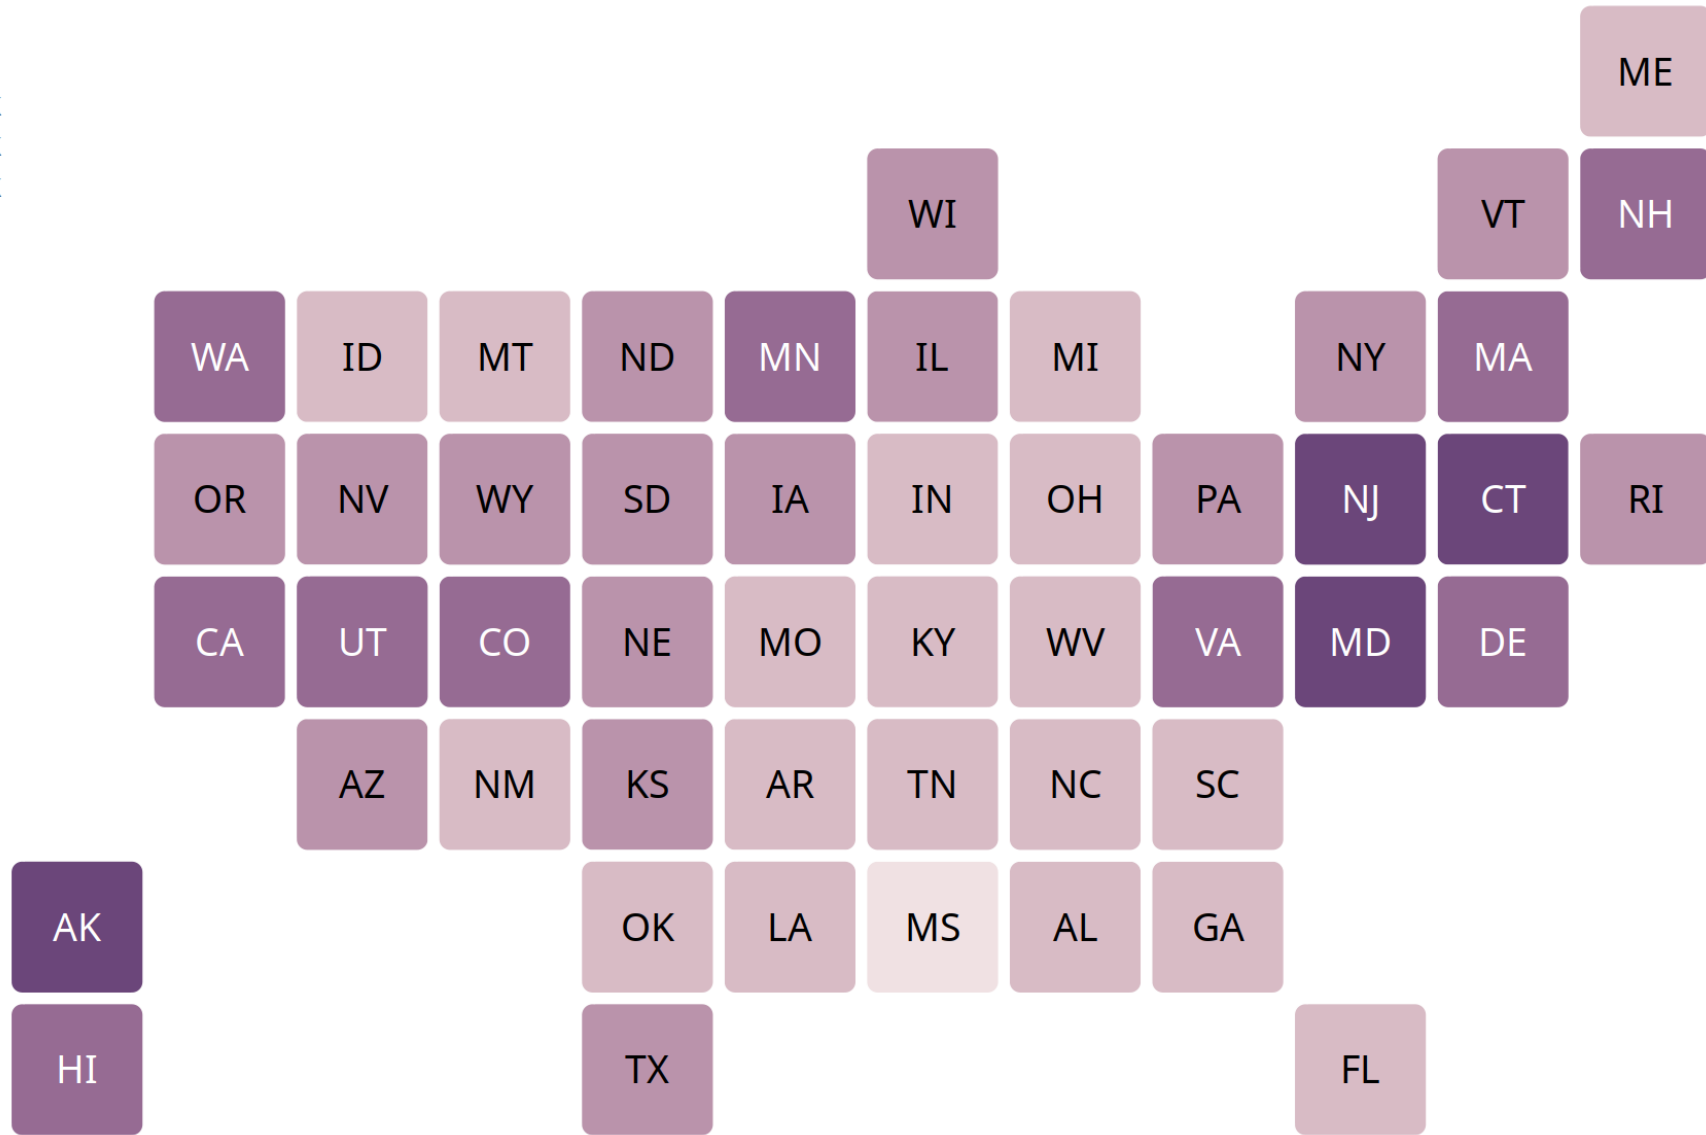 ME
WI VT NH
WA ID MT ND MN IL MI NY MA
OR NV WY SD IA IN OH PA NJ CT RI
CA UT CO NE MO KY WV VA MD DE
AZ NM KS AR TN NC SC
AK OK LA MS AL GA
HI TX FL